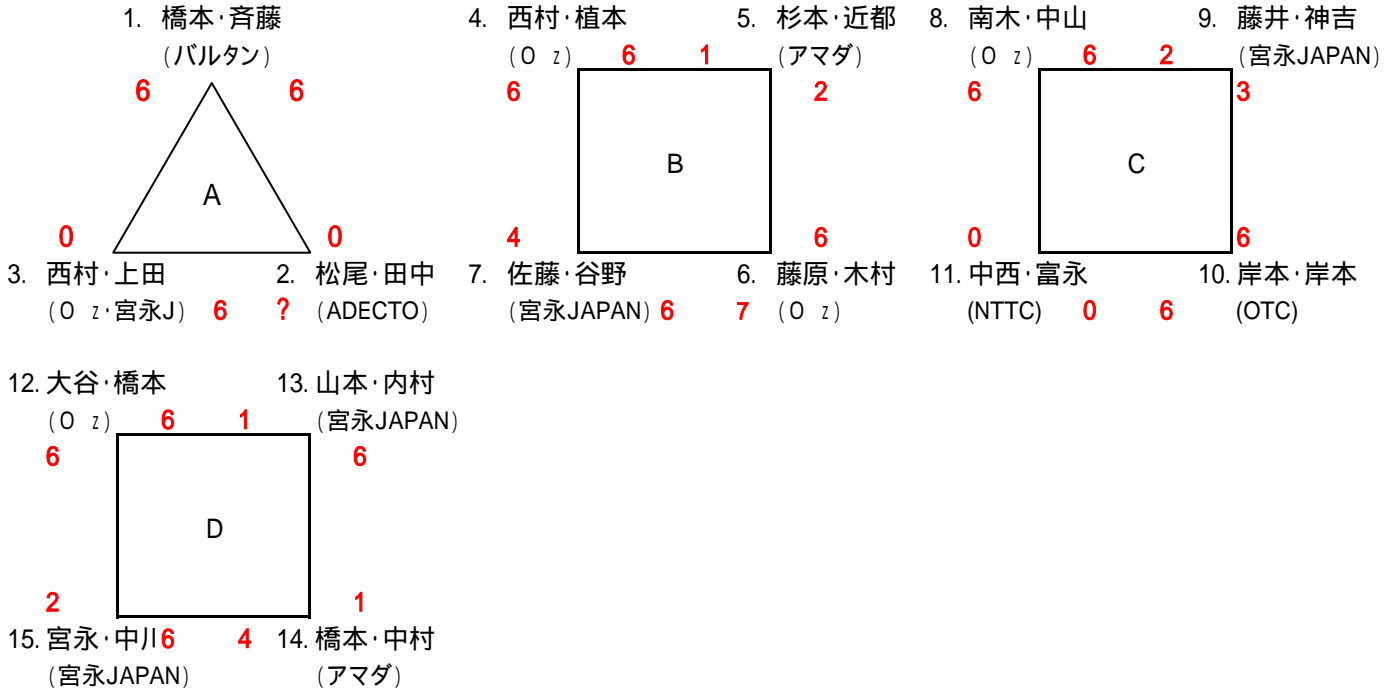 1. 橋本・斉藤 4. 西村・植本 5. 杉本・近都 8. 南木・中山 9. 藤井・神吉
(バルタン) (O z) 6 1 (アマダ) (O z) 6 2 (宮永JAPAN)
6 6 6 2 6 3
A B C
0 0 4 6 0 6
3. 西村・上田 2. 松尾・田中 7. 佐藤・谷野 6. 藤原・木村 11. 中西・富永 10. 岸本・岸本
(O z・宮永J) 6 ? (ADECTO) (宮永JAPAN) 6 7 (O z) (NTTC) 0 6 (OTC)
12. 大谷・橋本 13. 山本・内村
(O z) 6 1 (宮永JAPAN)
6 6
D
2 1
15. 宮永・中川 6 4 14. 橋本・中村
(宮永JAPAN) (アマダ)